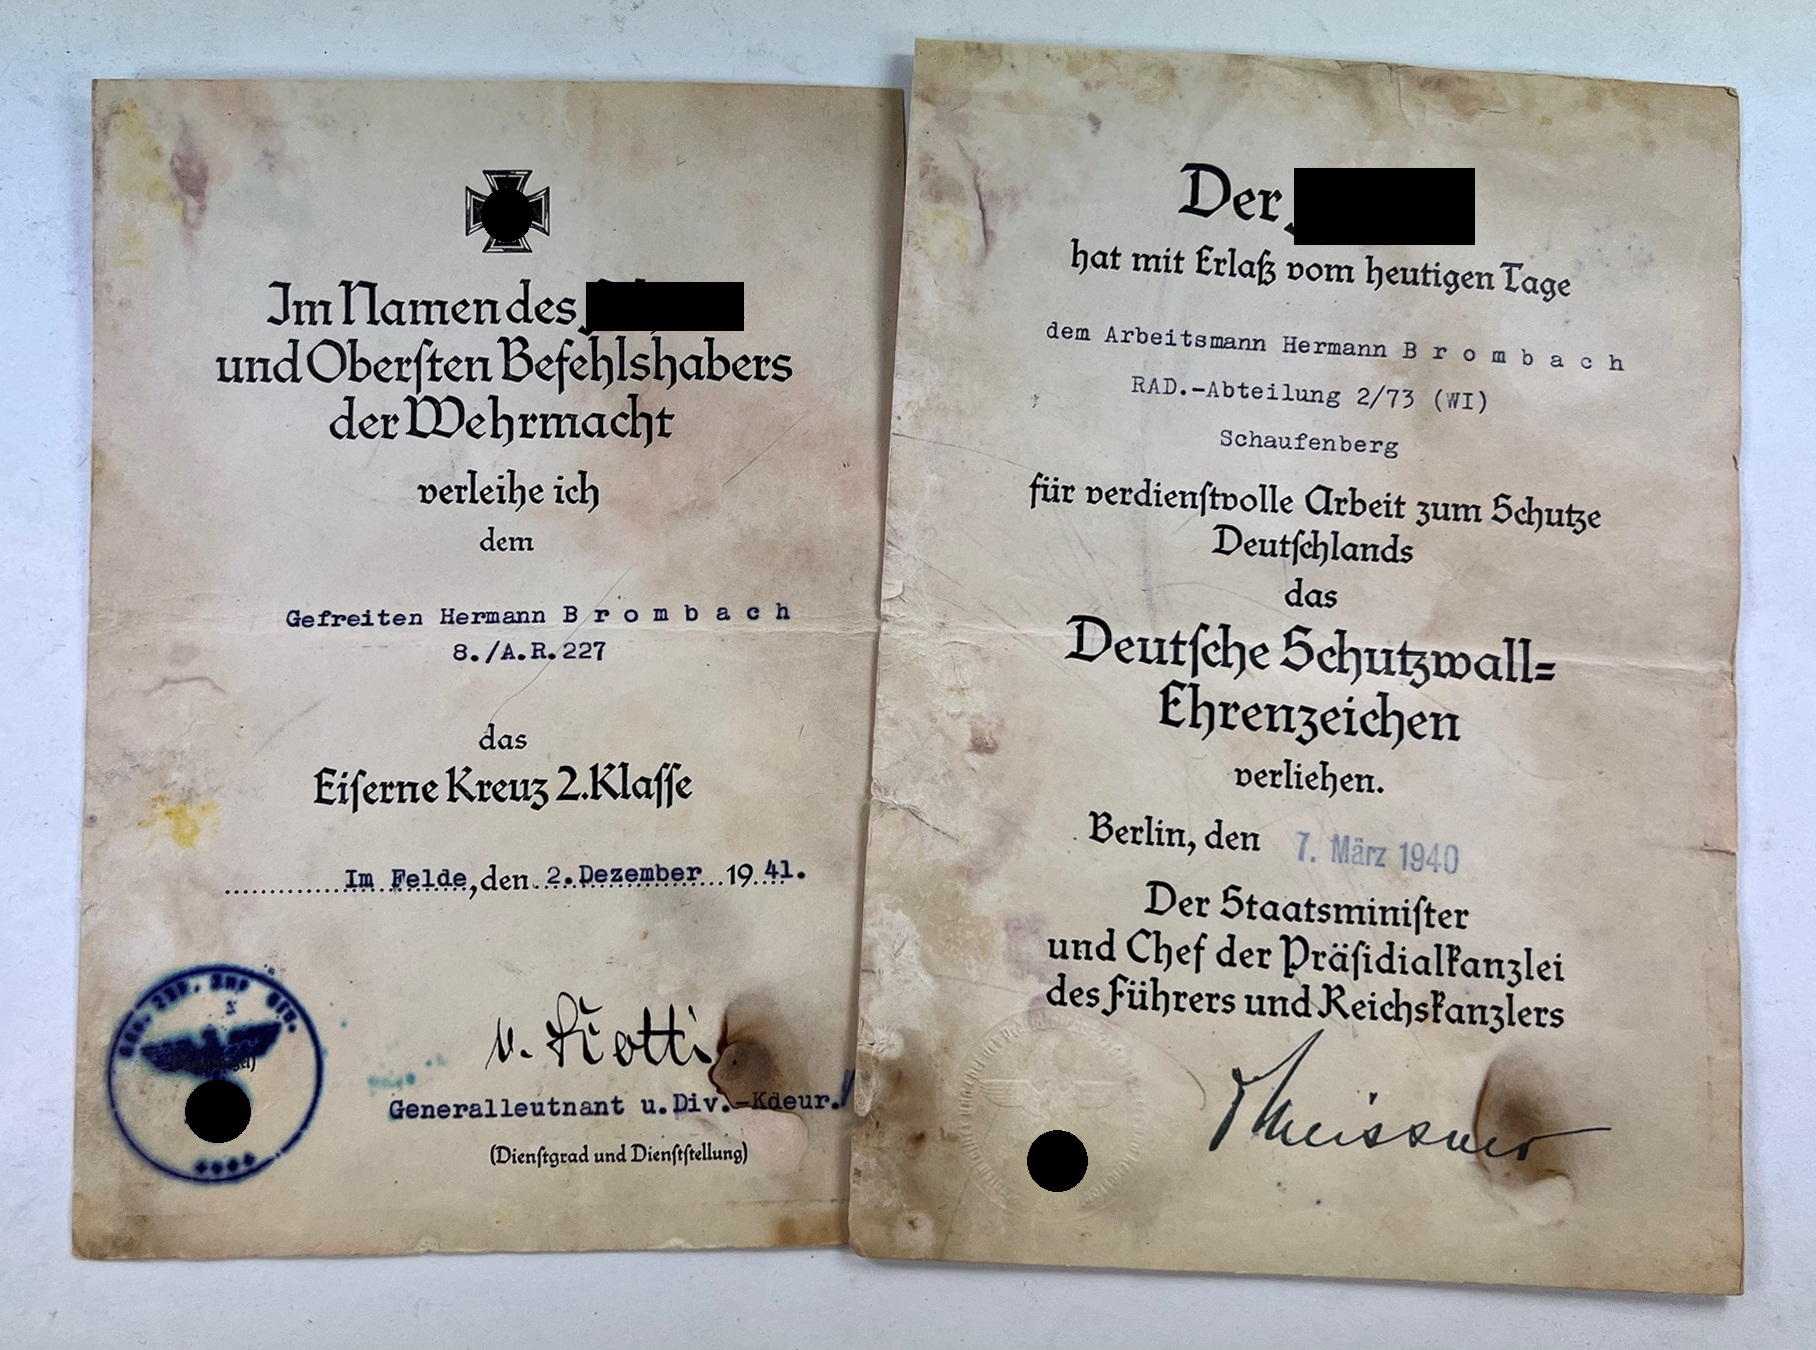 Im Namen des
und Obersten Befehlshabers
der Wehrmacht
verleihe ich
dem
Gefreiten Hermann B r o m b a c h
8./A.R.227
das
Eiserne Kreuz 2.Klasse
Im Felde, den 2.Dezember 19 41.
v.
Generalleutnant u.Div.-Kdeur.
(Dienstgrad und Dienststellung)
Der
hat mit Erlaß vom heutigen Tage
dem Arbeitsmann Hermann B r o m b a c h
RAD.-Abteilung 2/73 (WI)
Schaufenberg
für verdienstvolle Arbeit zum Schutze
Deutschlands
das
Deutsche Schutzwall=
Ehrenzeichen
verliehen.
Berlin, den 7. März 1940
Der Staatsminister
und Chef der Präsidialkanzlei
des Führers und Reichskanzlers
Meissner